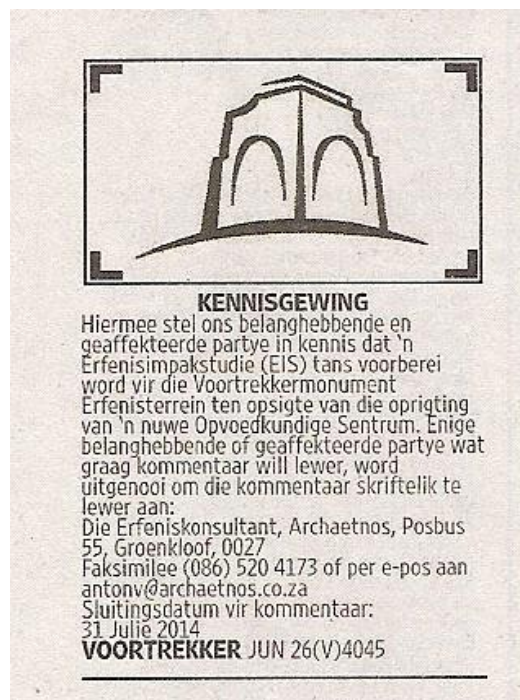 KENNISGEWING
Hiermee stel ons belanghebbende en
geaffekteerde partye in kennis dat 'n
Erfenisimpakstudie (EIS) tans voorberei
word vir die Voortrekkermonument
Erfenisterrein ten opsigte van die oprigting
van 'n nuwe Opvoedkundige Sentrum. Enige
belanghebbende of geaffekteerde partye wat
graag kommentaar will lewer, word
uitgenooi om die kommentaar skriftelik te
lewer aan:
Die Erfeniskonsultant, Archaetnos, Posbus
55, Groenkloof, 0027
Faksimilee (086) 520 4173 of per e-pos aan
antonv@archaetnos.co.za
Sluitingsdatum vir kommentaar:
31 Julie 2014
VOORTREKKER JUN 26(V)4045